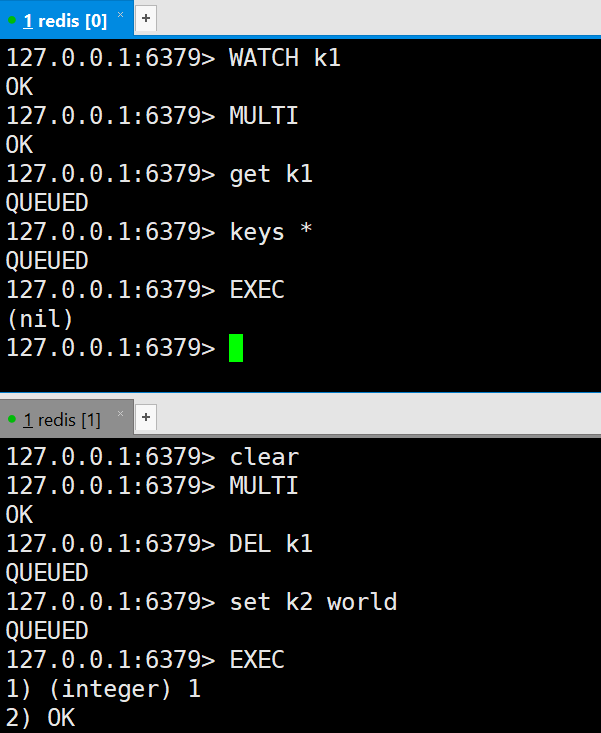 1 redis [0] × +
127.0.0.1:6379> WATCH k1
OK
127.0.0.1:6379> MULTI
OK
127.0.0.1:6379> get k1
QUEUED
127.0.0.1:6379> keys *
QUEUED
127.0.0.1:6379> EXEC
(nil)
127.0.0.1:6379>
1 redis [1] × +
127.0.0.1:6379> clear
127.0.0.1:6379> MULTI
OK
127.0.0.1:6379> DEL k1
QUEUED
127.0.0.1:6379> set k2 world
QUEUED
127.0.0.1:6379> EXEC
1) (integer) 1
2) OK